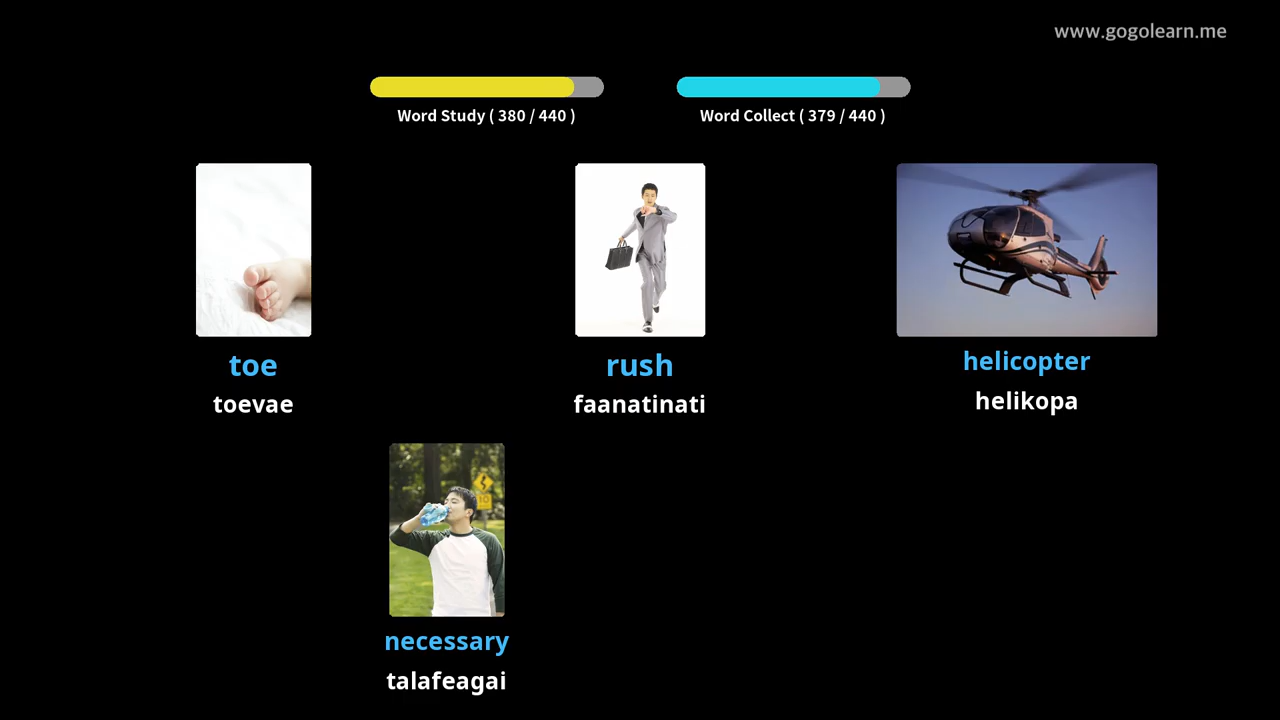 www.gogolearn.me
Word Study ( 380 / 440 )
Word Collect ( 379 / 440 )
toe
toevae
rush
faanatinati
helicopter
helikopa
10
necessary
talafeagai